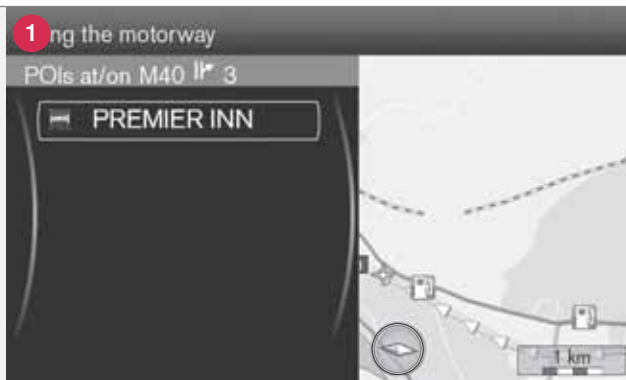 1 ng the motorway
POIs at/on M40 3
PREMIER INN
1 km